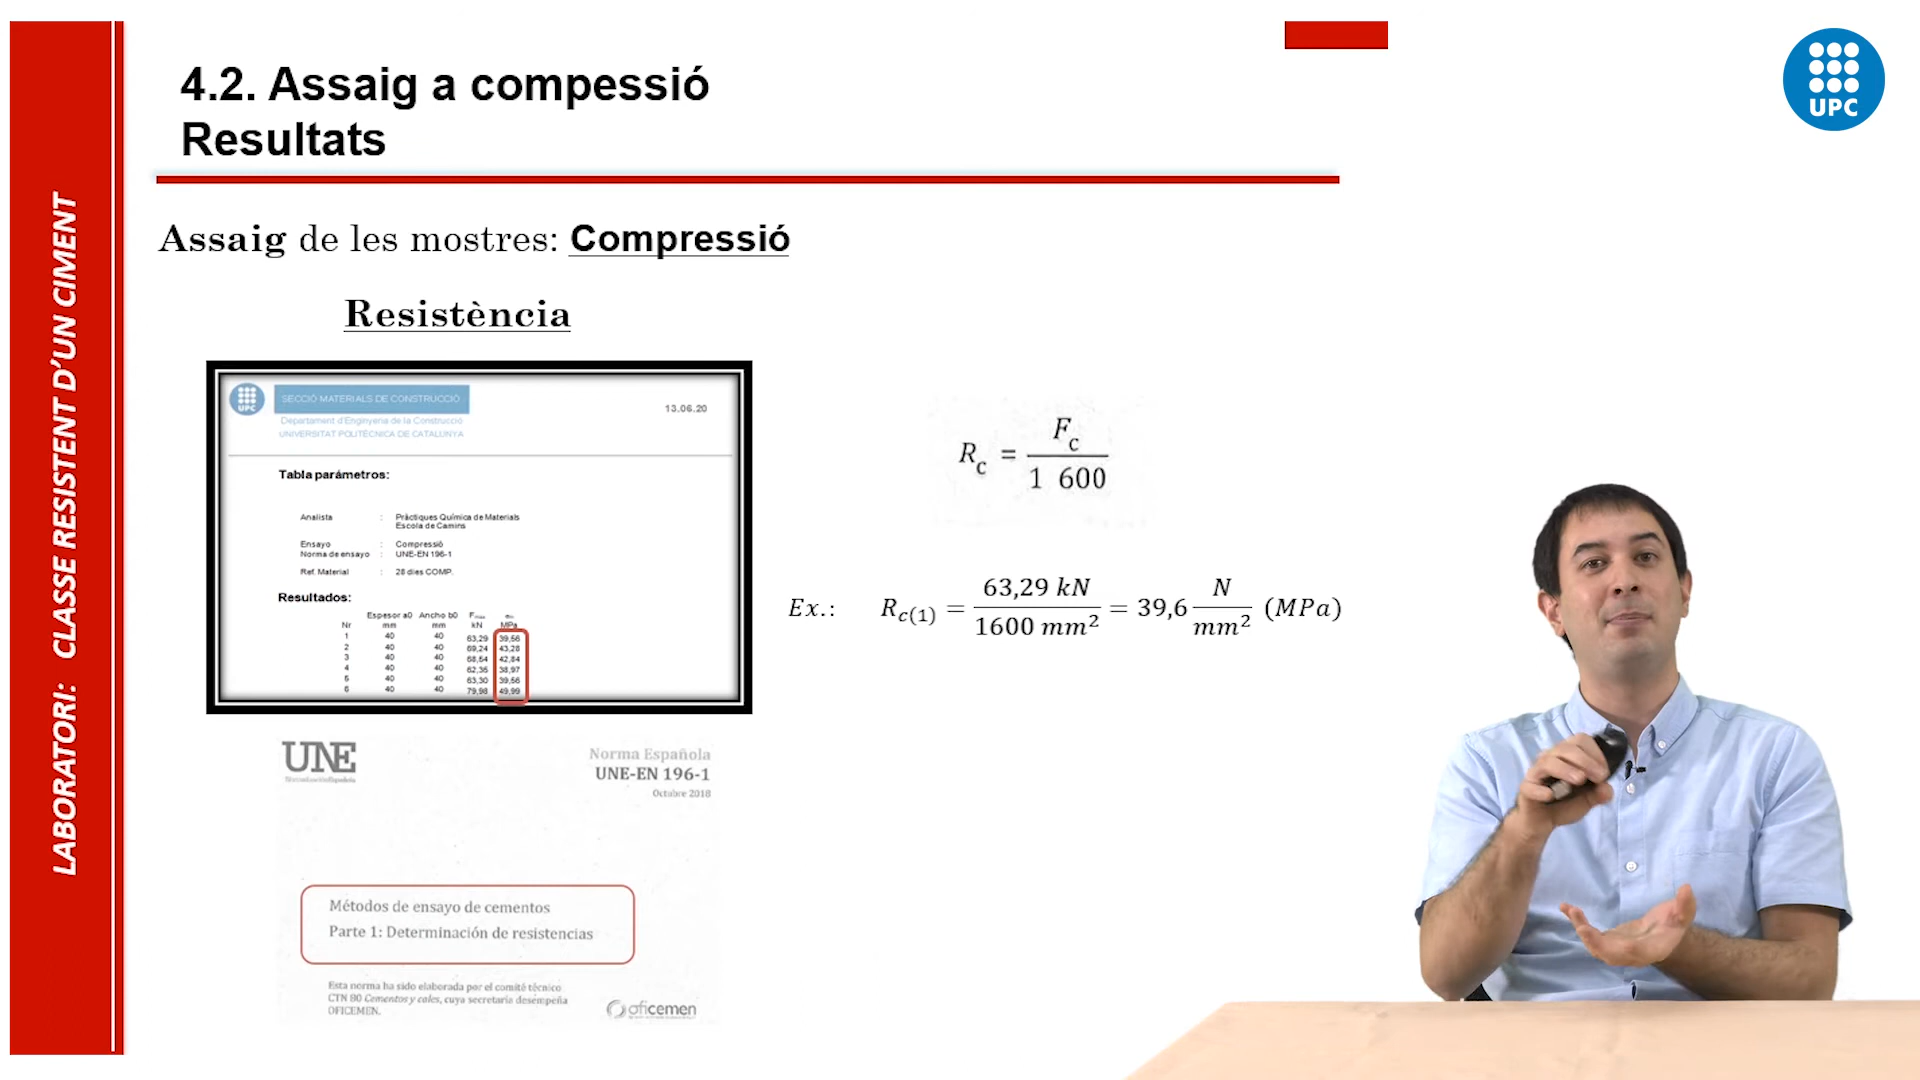 4.2. Assaig a compessió
Resultats
UPC
LABORATORI: CLASSE RESISTENT D'UN CIMENT
Assaig de les mostres: Compressió
Resistència
UPC
SECCIÓ MATERIALS DE CONSTRUCCIÓ
Departament d'Enginyeria de la Construcció
UNIVERSITAT POLITÈCNICA DE CATALUNYA
13.06.20
Tabla parámetros:
Analista : Pràctiques Química de Materials
Escola de Camins
Ensayo : Compressió
Norma de ensayo : UNE-EN 196-1
Ref. Material : 28 dies COMP.
Resultados:
Espesor a0 Ancho b0
Nr mm mm kN MPa
1 40 40 63,29 39,56
2 40 40 69,24 43,28
3 40 40 68,54 42,84
4 40 40 62,35 38,97
5 40 40 63,30 39,56
6 40 40 79,98 49,99
R_c = F_c / 1 600
Ex.: R_c(1) = 63,29 kN / 1600 mm² = 39,6 N / mm² (MPa)
UNE
Norma Española
UNE-EN 196-1
Octubre 2018
Métodos de ensayo de cementos
Parte 1: Determinación de resistencias
Esta norma ha sido elaborada por el comité técnico
CTN 80 Cementos y cales, cuya secretaría desempeña
OFICEMEN.
oficemen